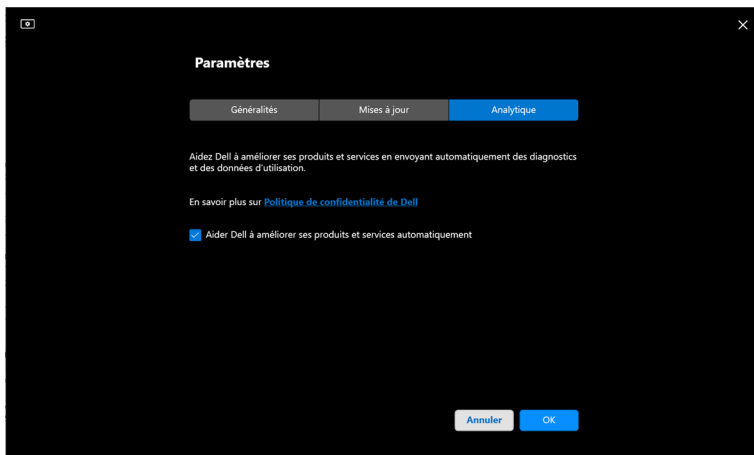 Paramètres
Généralités
Mises à jour
Analytique
Aidez Dell à améliorer ses produits et services en envoyant automatiquement des diagnostics
et des données d'utilisation.
En savoir plus sur Politique de confidentialité de Dell
Aider Dell à améliorer ses produits et services automatiquement
Annuler
OK